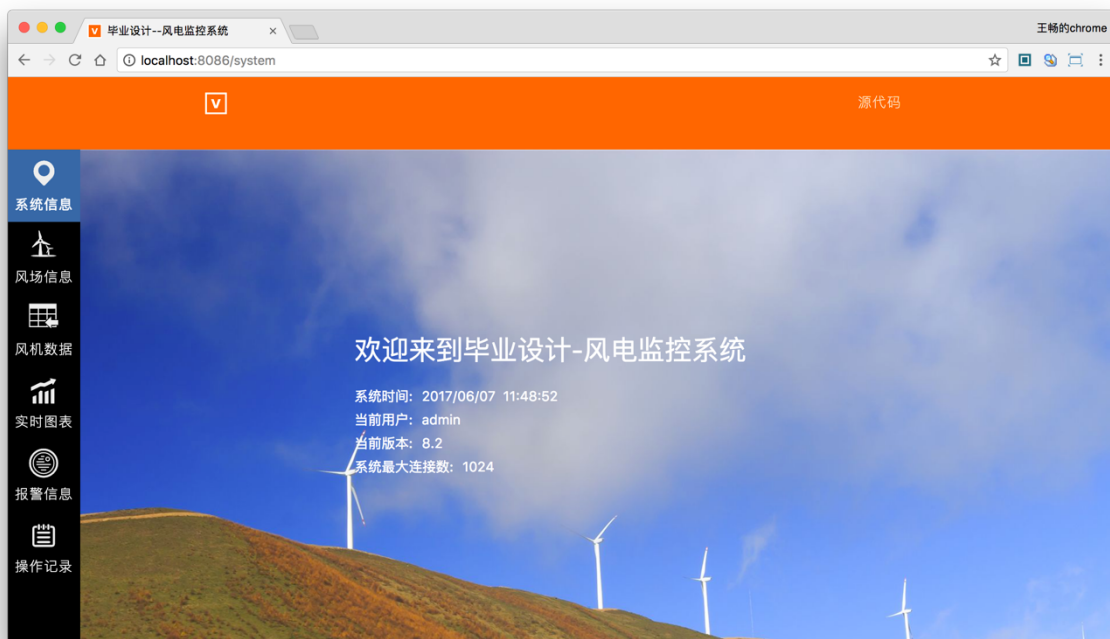 毕业设计--风电监控系统
王畅的chrome
localhost:8086/system
V
源代码
系统信息
风场信息
风机数据
实时图表
报警信息
操作记录
欢迎来到毕业设计-风电监控系统
系统时间: 2017/06/07 11:48:52
当前用户: admin
当前版本: 8.2
系统最大连接数: 1024